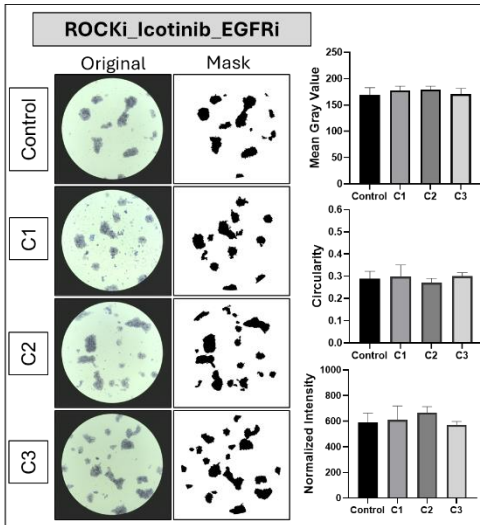 ROCKi_Icotinib_EGFRi
Original Mask
Control
C1
C2
C3
Mean Gray Value
250
200
150
100
50
0
Control C1 C2 C3
Circularity
0.6
0.5
0.4
0.3
0.2
0.1
0.0
Control C1 C2 C3
Normalized Intensity
1000
800
600
400
200
0
Control C1 C2 C3